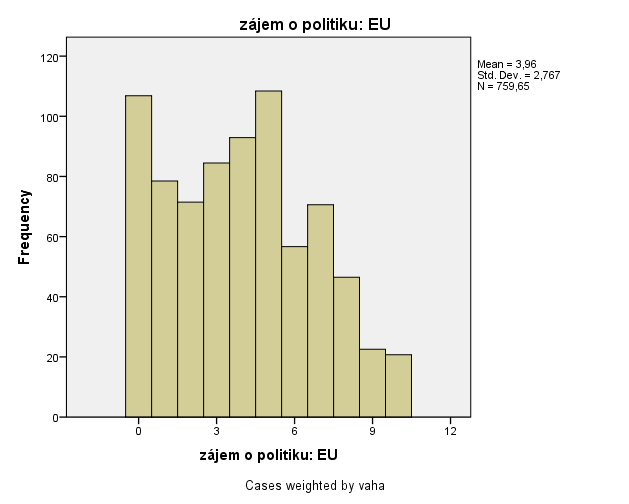 zájem o politiku: EU
Mean = 3,96
Std. Dev. = 2,767
N = 759,65
120
100
80
60
40
20
0
Frequency
0 3 6 9 12
zájem o politiku: EU
Cases weighted by vaha